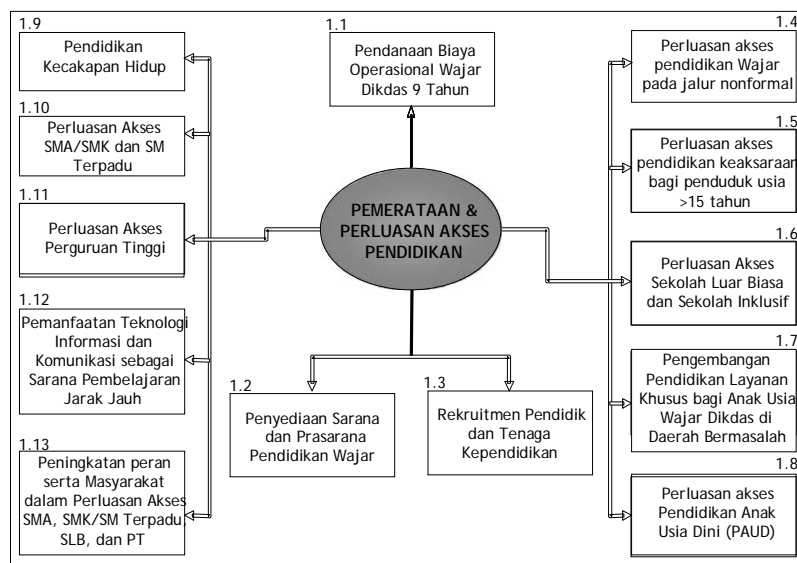 1.1
Pendanaan Biaya
Operasional Wajar
Dikdas 9 Tahun
PEMERATAAN &
PERLUASAN AKSES
PENDIDIKAN
1.2
Penyediaan Sarana
dan Prasarana
Pendidikan Wajar
1.3
Rekruitmen Pendidik
dan Tenaga
Kependidikan
1.4
Perluasan akses
pendidikan Wajar
pada jalur nonformal
1.5
Perluasan akses
pendidikan keaksaraan
bagi penduduk usia
>15 tahun
1.6
Perluasan Akses
Sekolah Luar Biasa
dan Sekolah Inklusif
1.7
Pengembangan
Pendidikan Layanan
Khusus bagi Anak Usia
Wajar Dikdas di
Daerah Bermasalah
1.8
Perluasan akses
Pendidikan Anak
Usia Dini (PAUD)
1.9
Pendidikan
Kecakapan Hidup
1.10
Perluasan Akses
SMA/SMK dan SM
Terpadu
1.11
Perluasan Akses
Perguruan Tinggi
1.12
Pemanfaatan Teknologi
Informasi dan
Komunikasi sebagai
Sarana Pembelajaran
Jarak Jauh
1.13
Peningkatan peran
serta Masyarakat
dalam Perluasan Akses
SMA, SMK/SM Terpadu,
SLB, dan PT